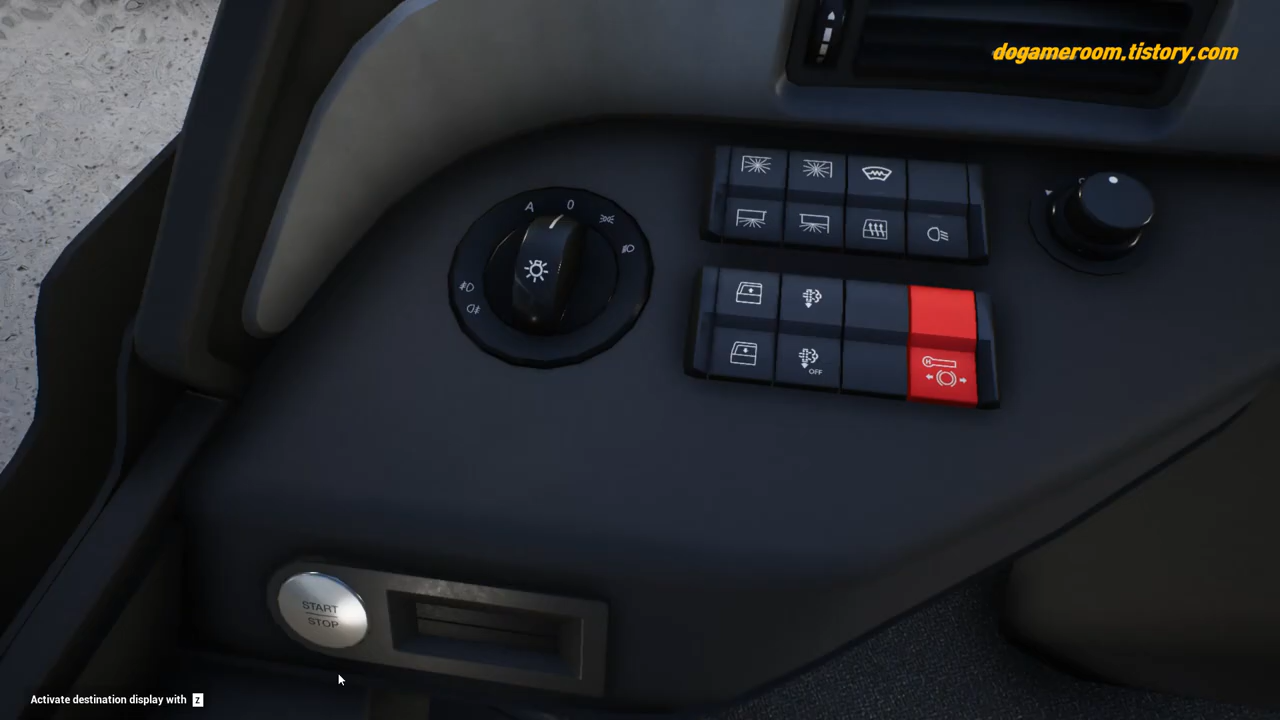 dogameroom.tistory.com
A 0
OFF
H
START
STOP
Activate destination display with Z